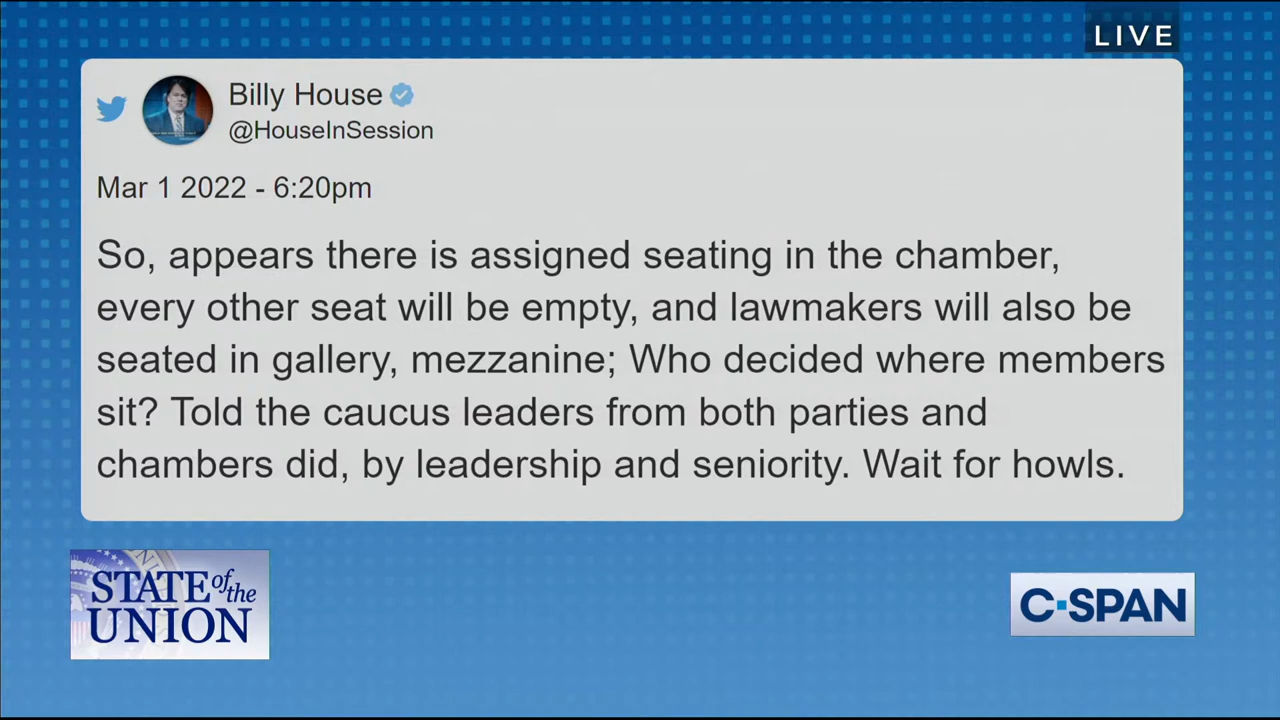 LIVE
Billy House
@HouseInSession
Mar 1 2022 - 6:20pm
So, appears there is assigned seating in the chamber,
every other seat will be empty, and lawmakers will also be
seated in gallery, mezzanine; Who decided where members
sit? Told the caucus leaders from both parties and
chambers did, by leadership and seniority. Wait for howls.
STATE of the
UNION
C-SPAN